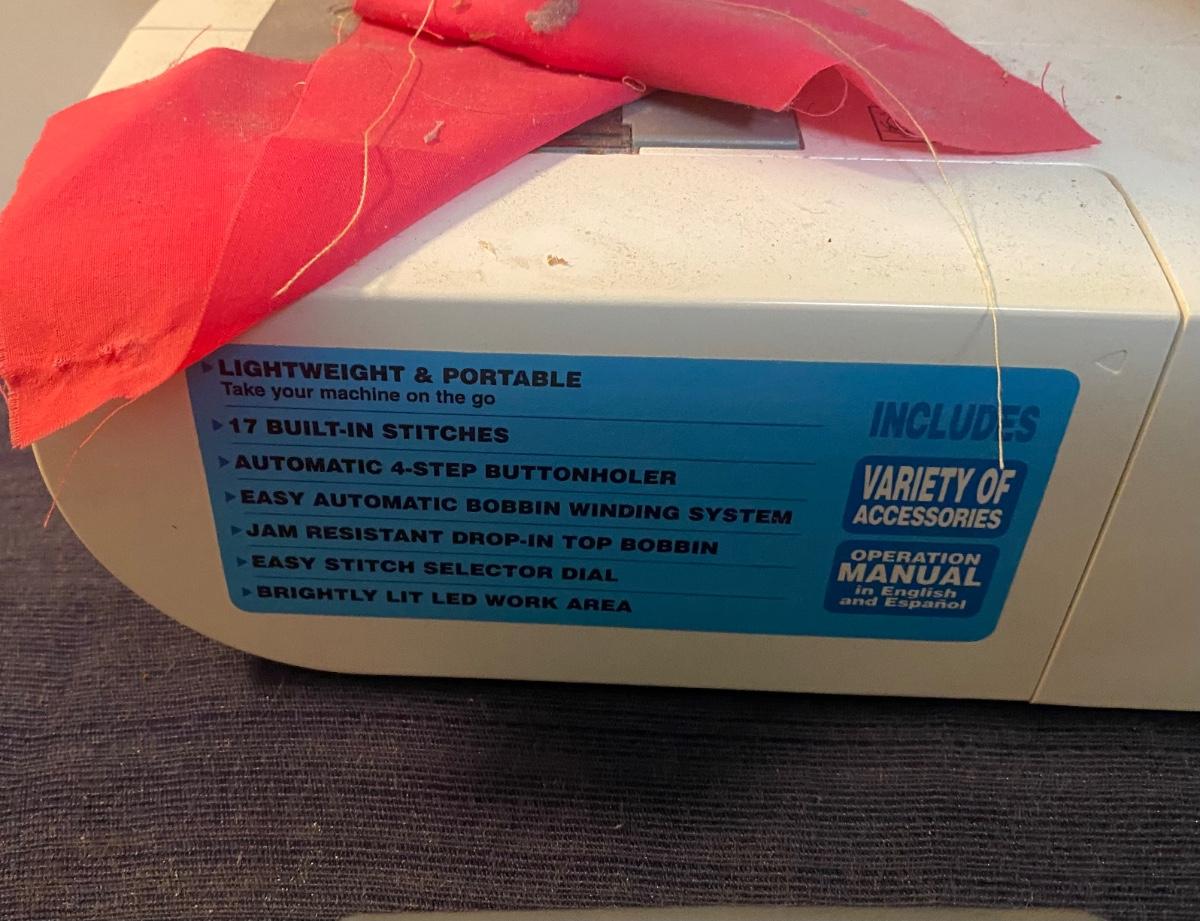 LIGHTWEIGHT & PORTABLE
Take your machine on the go
17 BUILT-IN STITCHES
AUTOMATIC 4-STEP BUTTONHOLER
EASY AUTOMATIC BOBBIN WINDING SYSTEM
JAM RESISTANT DROP-IN TOP BOBBIN
EASY STITCH SELECTOR DIAL
BRIGHTLY LIT LED WORK AREA
INCLUDES
VARIETY OF
ACCESSORIES
OPERATION
MANUAL
in English
and Español